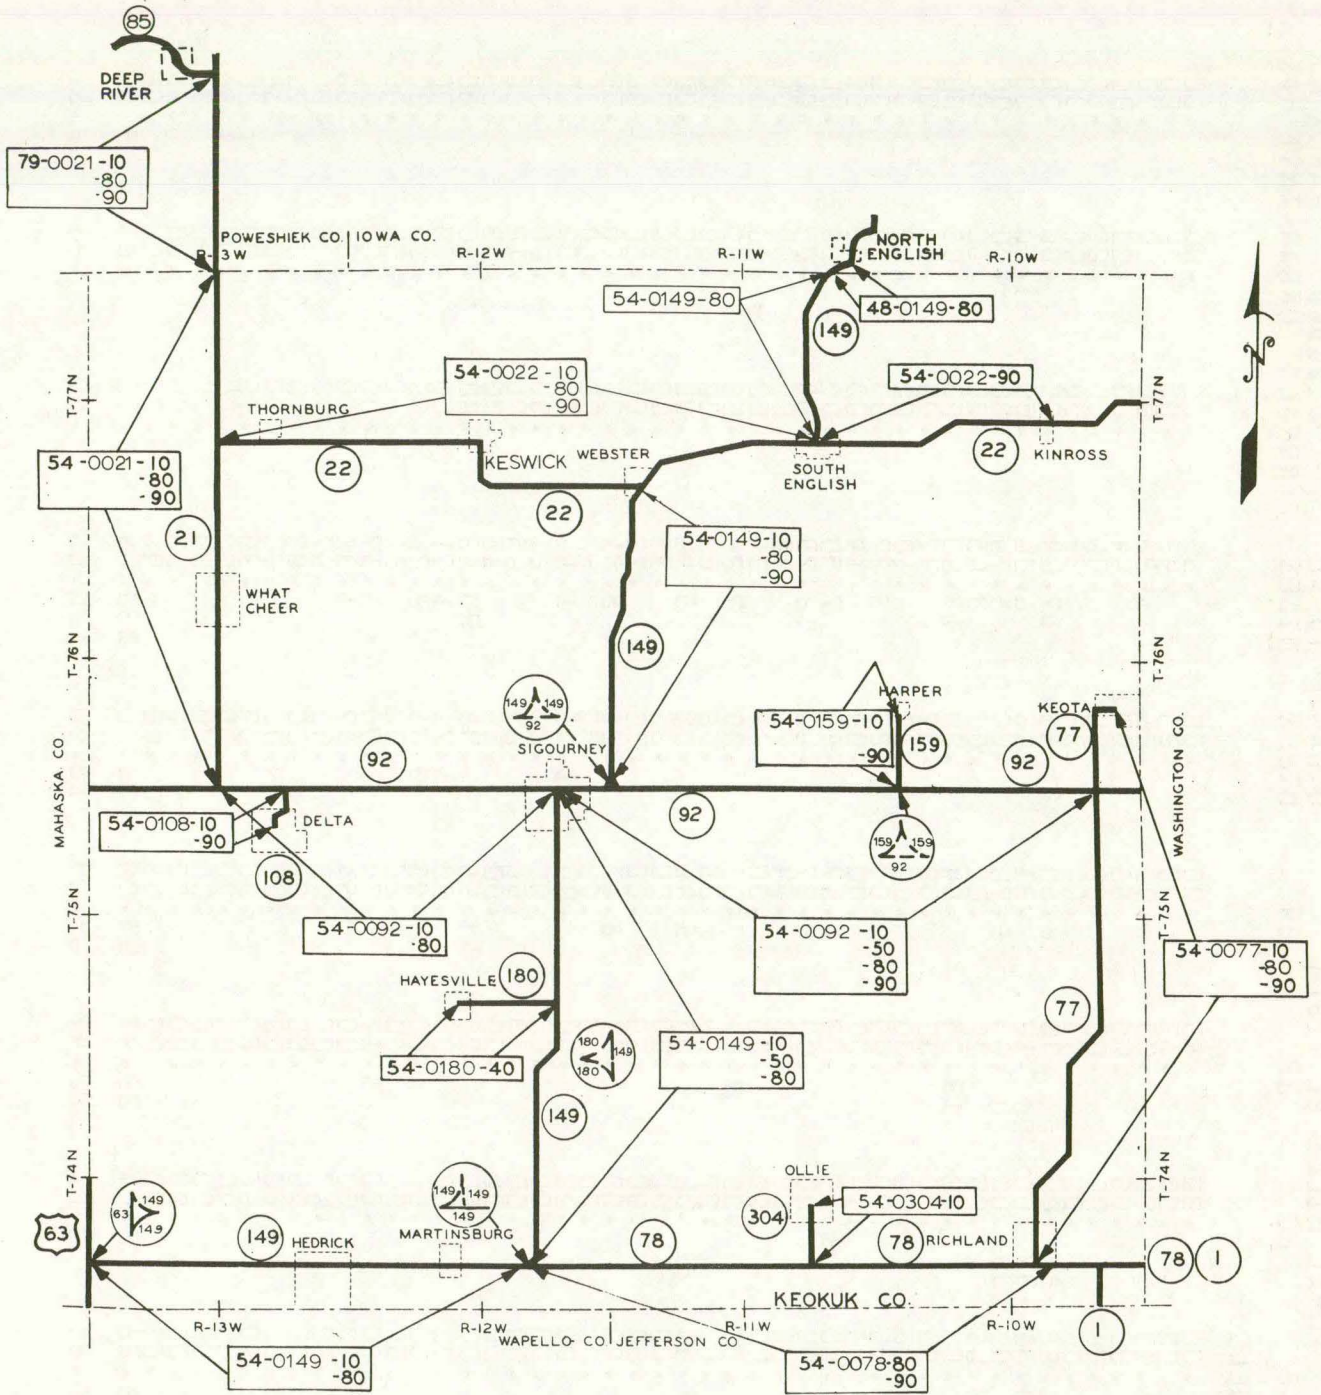 85
DEEP
RIVER
79-0021-10
-80
-90
POWESHIEK CO. IOWA CO.
R-3W
R-12W
R-11W
R-10W
NORTH
ENGLISH
54-0149-80
48-0149-80
149
54-0022-10
-80
-90
54-0022-90
T-77N
T-77N
THORNBURG
22
KESWICK
WEBSTER
SOUTH
ENGLISH
22
KINROSS
54-0021-10
-80
-90
22
21
54-0149-10
-80
-90
WHAT
CHEER
149
T-76N
T-76N
149 149
92
SIGOURNEY
HARPER
54-0159-10
-90
159
KEOTA
77
92
92
MAHASKA CO.
WASHINGTON CO.
54-0108-10
-90
DELTA
92
159 159
92
108
T-75N
T-75N
54-0092-10
-80
54-0092-10
-50
-80
-90
54-0077-10
-80
-90
HAYESVILLE
180
77
54-0180-40
180
149
180
54-0149-10
-50
-80
149
T-74N
T-74N
OLLIE
149 149
149
63
149
149
63
304
54-0304-10
149
HEDRICK
MARTINSBURG
78
78
RICHLAND
78
1
KEOKUK CO.
R-13W
R-12W
R-11W
R-10W
WAPELLO CO. JEFFERSON CO.
1
54-0149-10
-80
54-0078-80
-90
N